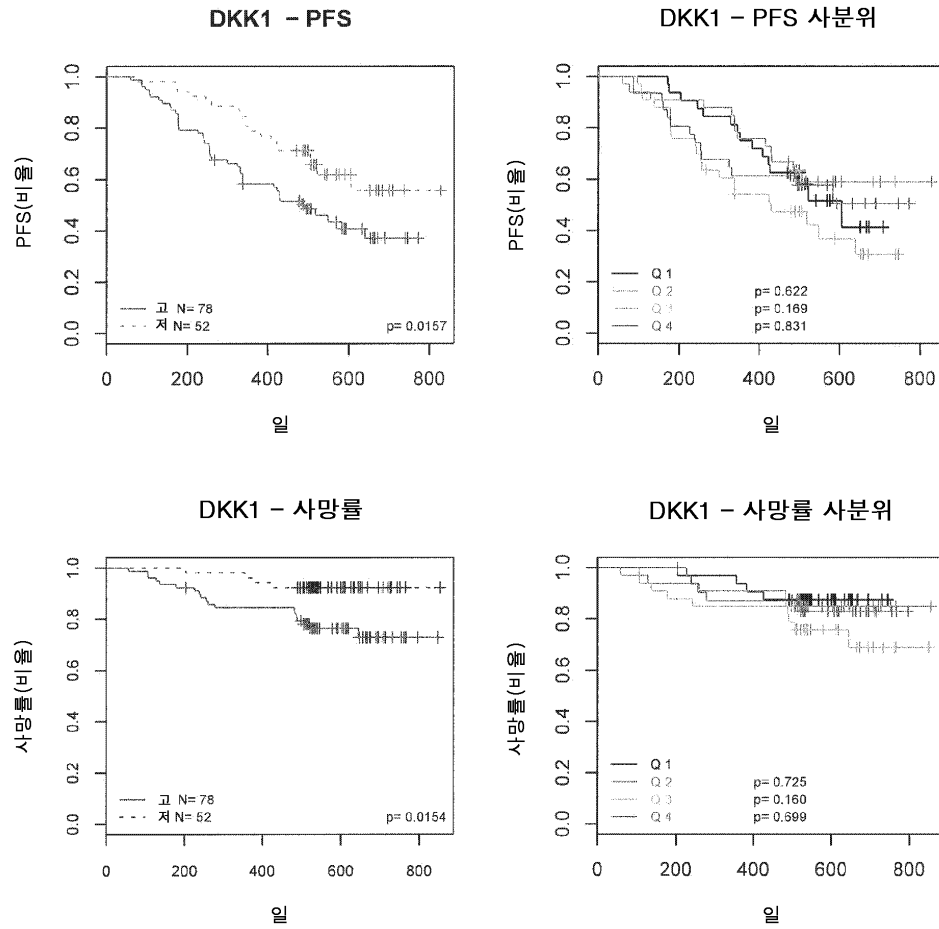 DKK1 – PFS
PFS(비율)
1.0
0.8
0.6
0.4
0.2
0.0
고 N= 78
저 N= 52
p= 0.0157
0 200 400 600 800
일
DKK1 – PFS 사분위
PFS(비율)
1.0
0.8
0.6
0.4
0.2
0.0
Q 1
Q 2 p= 0.622
Q 3 p= 0.169
Q 4 p= 0.831
0 200 400 600 800
일
DKK1 – 사망률
사망률(비율)
1.0
0.8
0.6
0.4
0.2
0.0
고 N= 78
저 N= 52
p= 0.0154
0 200 400 600 800
일
DKK1 – 사망률 사분위
사망률(비율)
1.0
0.8
0.6
0.4
0.2
0.0
Q 1
Q 2 p= 0.725
Q 3 p= 0.160
Q 4 p= 0.699
0 200 400 600 800
일